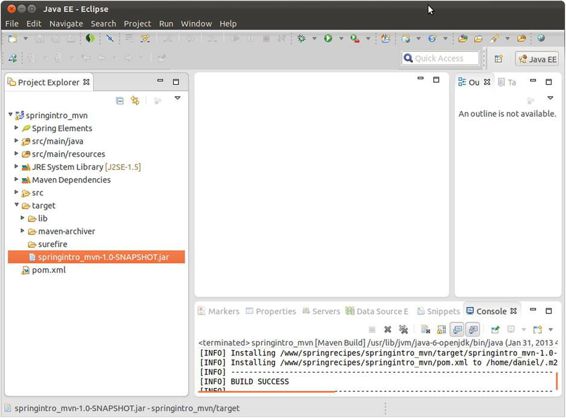 Java EE - Eclipse
File Edit Navigate Search Project Run Window Help
Quick Access
Java EE
Project Explorer
Ou
Ta
An outline is not available.
springintro_mvn
Spring Elements
src/main/java
src/main/resources
JRE System Library [J2SE-1.5]
Maven Dependencies
src
target
lib
maven-archiver
surefire
springintro_mvn-1.0-SNAPSHOT.jar
pom.xml
Markers Properties Servers Data Source E Snippets Console
<terminated> springintro_mvn [Maven Build] /usr/lib/jvm/java-6-openjdk/bin/java (Jan 31, 2013 4
[INFO] Installing /www/springrecipes/springintro_mvn/target/springintro_mvn-1.0-
[INFO] Installing /www/springrecipes/springintro_mvn/pom.xml to /home/daniel/.m2
[INFO] ------------------------------------------------------------------------
[INFO] BUILD SUCCESS
[INFO] ------------------------------------------------------------------------
springintro_mvn-1.0-SNAPSHOT.jar - springintro_mvn/target